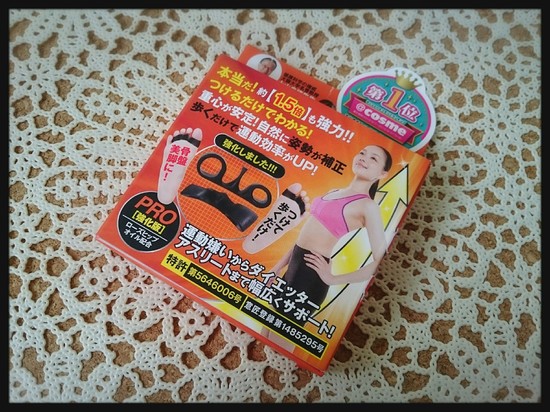 第1位
@cosme
本当だ!約【1.5倍】も強力!!
つけるだけでわかる!
重心が安定!自然に姿勢が補正
歩くだけで運動効率がUP!
強化しました!!!
骨盤
美脚に!
つけて
歩くだけ!
PRO
【強化版】
ローズヒップ
オイル配合
運動嫌いからダイエッター
アスリートまで幅広くサポート!
特許 第5646006号
意匠登録 第1485295号